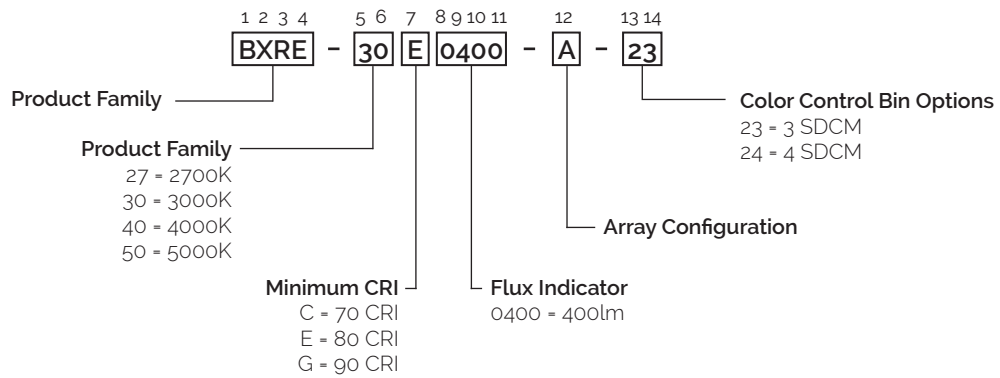 1 2 3 4 5 6 7 8 9 10 11 12 13 14
BXRE - 30 E 0400 - A - 23
Product Family
Color Control Bin Options
23 = 3 SDCM
24 = 4 SDCM
Product Family
27 = 2700K
30 = 3000K
40 = 4000K
50 = 5000K
Array Configuration
Minimum CRI
C = 70 CRI
E = 80 CRI
G = 90 CRI
Flux Indicator
0400 = 400lm